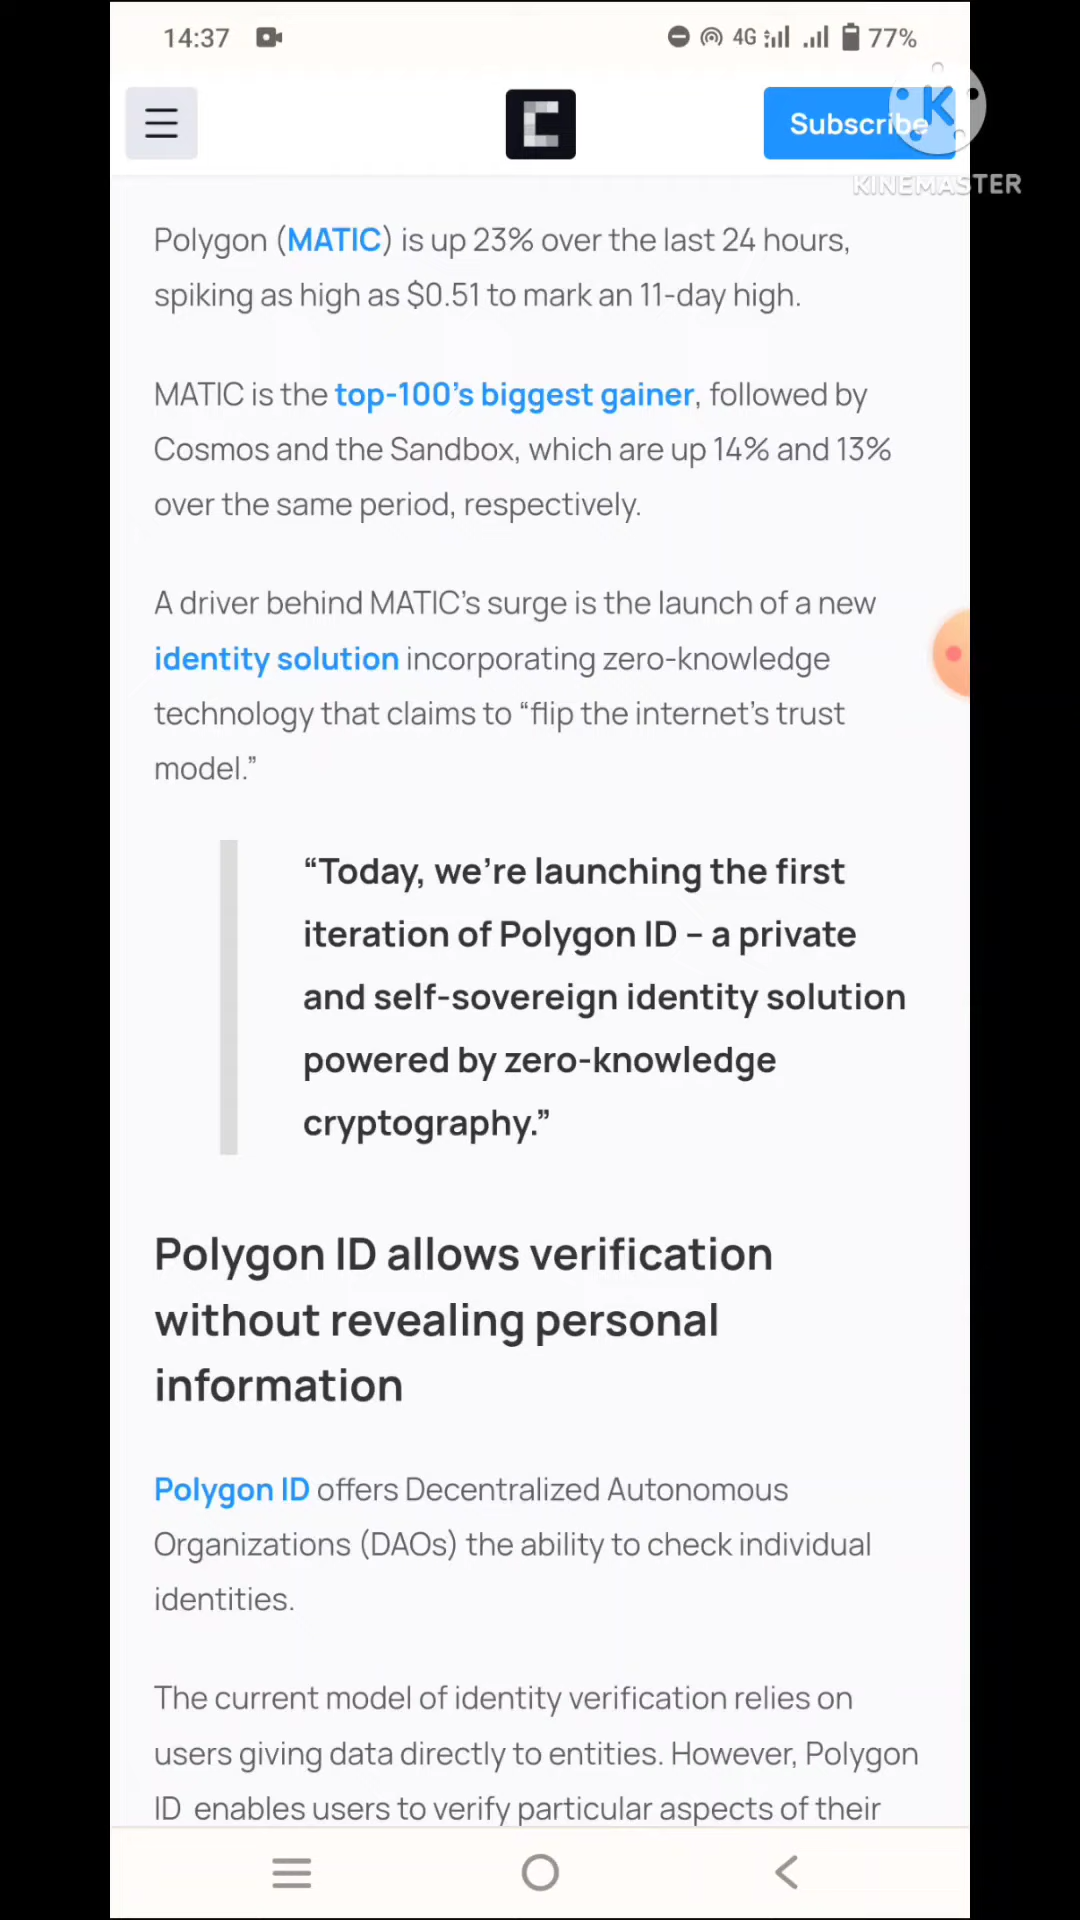 14:37
4G 77%
Subscribe
K
KINEMASTER
Polygon (MATIC) is up 23% over the last 24 hours,
spiking as high as $0.51 to mark an 11-day high.
MATIC is the top-100’s biggest gainer, followed by
Cosmos and the Sandbox, which are up 14% and 13%
over the same period, respectively.
A driver behind MATIC’s surge is the launch of a new
identity solution incorporating zero-knowledge
technology that claims to “flip the internet’s trust
model.”
“Today, we’re launching the first
iteration of Polygon ID – a private
and self-sovereign identity solution
powered by zero-knowledge
cryptography.”
Polygon ID allows verification
without revealing personal
information
Polygon ID offers Decentralized Autonomous
Organizations (DAOs) the ability to check individual
identities.
The current model of identity verification relies on
users giving data directly to entities. However, Polygon
ID enables users to verify particular aspects of their